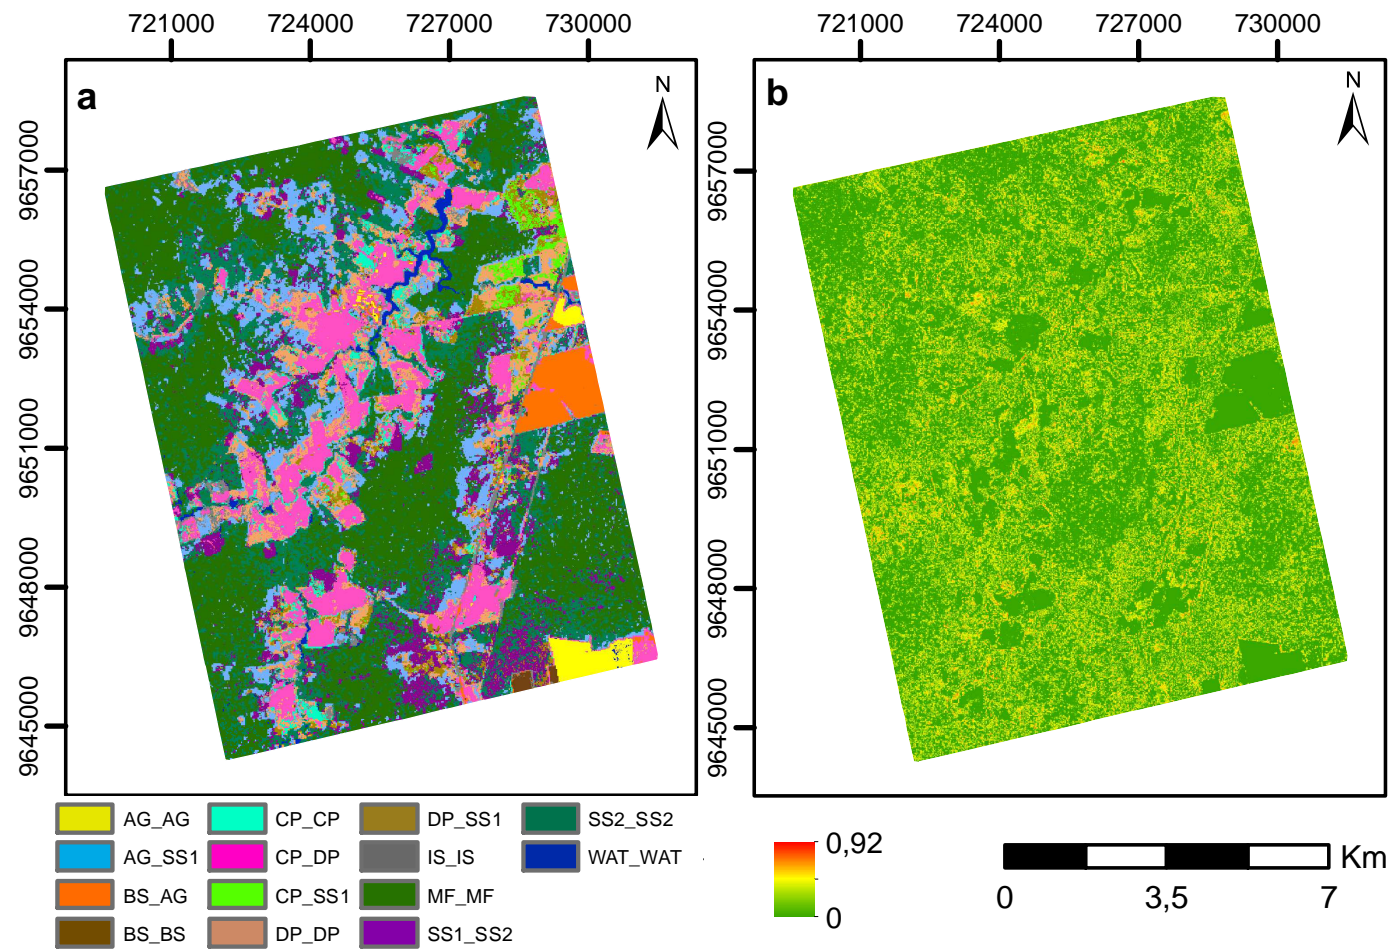 721000 724000 727000 730000
721000 724000 727000 730000
a
N
b
N
9657000
9654000
9651000
9648000
9645000
9657000
9654000
9651000
9648000
9645000
AG_AG CP_CP DP_SS1 SS2_SS2
AG_SS1 CP_DP IS_IS WAT_WAT
BS_AG CP_SS1 MF_MF
BS_BS DP_DP SS1_SS2
0,92
0
Km
0 3,5 7